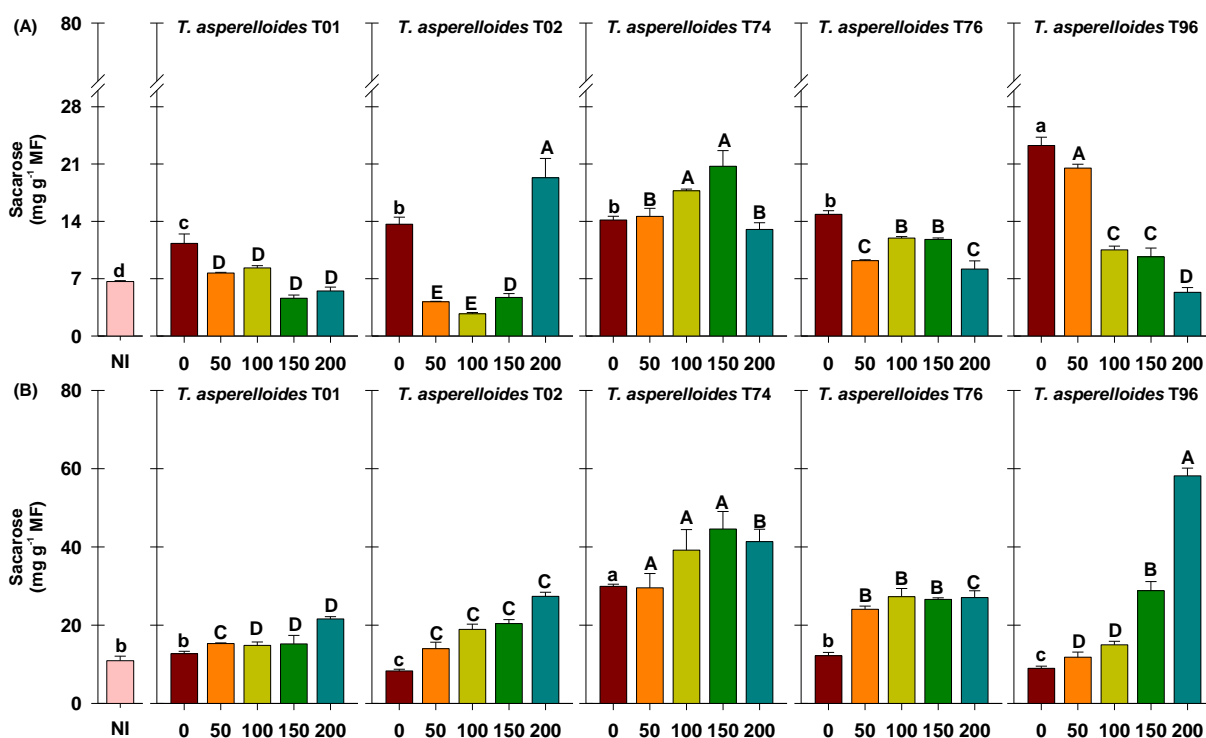 (A)
80
28
21
14
7
0
Sacarose
(mg g-1 MF)
T. asperelloides T01
T. asperelloides T02
T. asperelloides T74
T. asperelloides T76
T. asperelloides T96
d
c D D D D
b E E D A
b B A A B
b C B B C
a A C C D
NI
0 50 100 150 200
0 50 100 150 200
0 50 100 150 200
0 50 100 150 200
0 50 100 150 200
(B)
80
60
40
20
0
Sacarose
(mg g-1 MF)
T. asperelloides T01
T. asperelloides T02
T. asperelloides T74
T. asperelloides T76
T. asperelloides T96
b
b C D D D
c C C C C
a A A A B
b B B B C
c D D B A
NI
0 50 100 150 200
0 50 100 150 200
0 50 100 150 200
0 50 100 150 200
0 50 100 150 200